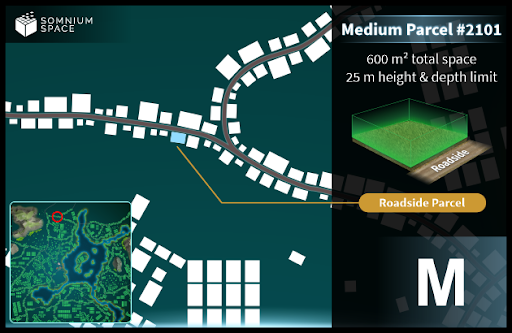 SOMNIUM
SPACE
Medium Parcel #2101
600 m² total space
25 m height & depth limit
Roadside
Roadside Parcel
M